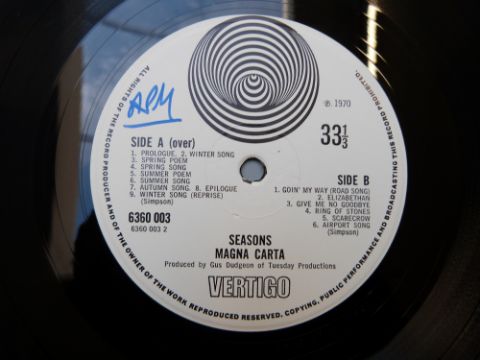 ALL RIGHTS OF THE RECORD PRODUCER AND OF THE OWNER OF THE WORK REPRODUCED RESERVED. COPYING, PUBLIC PERFORMANCE AND BROADCASTING THIS RECORD PROHIBITED.
APM
℗ 1970
SIDE A (over)
33 1/3
1. PROLOGUE. 2. WINTER SONG
3. SPRING POEM
4. SPRING SONG
5. SUMMER POEM
6. SUMMER SONG
7. AUTUMN SONG. 8. EPILOGUE
9. WINTER SONG (REPRISE)
(Simpson)
6360 003
6360 003 2
SIDE B
1. GOIN' MY WAY (ROAD SONG)
2. ELIZABETHAN
3. GIVE ME NO GOODBYE
4. RING OF STONES
5. SCARECROW
6. AIRPORT SONG
(Simpson)
SEASONS
MAGNA CARTA
Produced by Gus Dudgeon of Tuesday Productions
VERTIGO